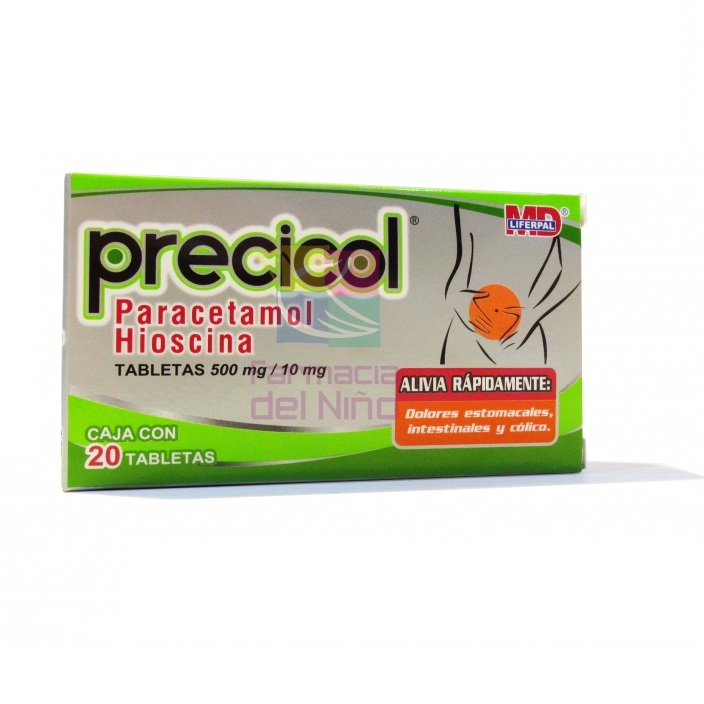 precicol®
MD®
LIFERPAL
Paracetamol
Hioscina
TABLETAS 500 mg / 10 mg
Farmacia
del Niño
ALIVIA RÁPIDAMENTE:
Dolores estomacales,
intestinales y cólico.
CAJA CON
20 TABLETAS